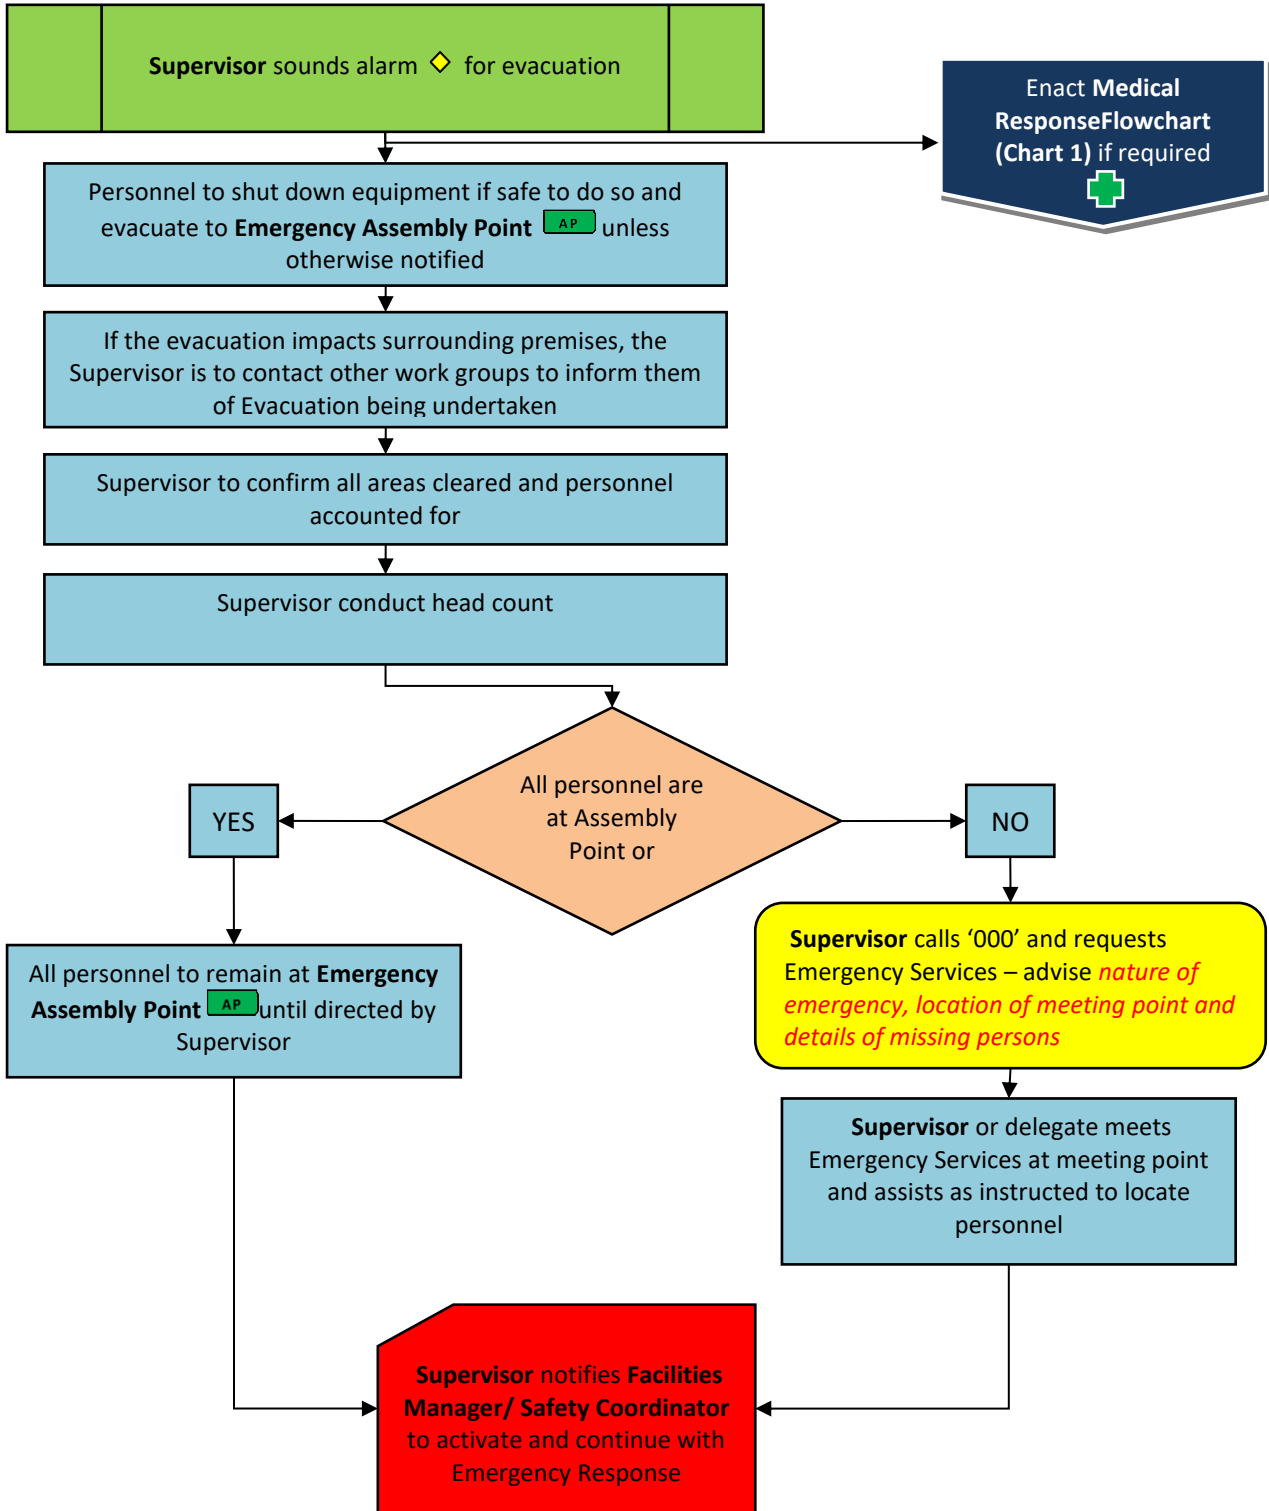 Supervisor sounds alarm for evacuation
Enact Medical
ResponseFlowchart
(Chart 1) if required
Personnel to shut down equipment if safe to do so and
evacuate to Emergency Assembly Point AP unless
otherwise notified
If the evacuation impacts surrounding premises, the
Supervisor is to contact other work groups to inform them
of Evacuation being undertaken
Supervisor to confirm all areas cleared and personnel
accounted for
Supervisor conduct head count
All personnel are
at Assembly
Point or
YES
NO
All personnel to remain at Emergency
Assembly Point AP until directed by
Supervisor
Supervisor calls ‘000’ and requests
Emergency Services – advise nature of
emergency, location of meeting point and
details of missing persons
Supervisor or delegate meets
Emergency Services at meeting point
and assists as instructed to locate
personnel
Supervisor notifies Facilities
Manager/ Safety Coordinator
to activate and continue with
Emergency Response